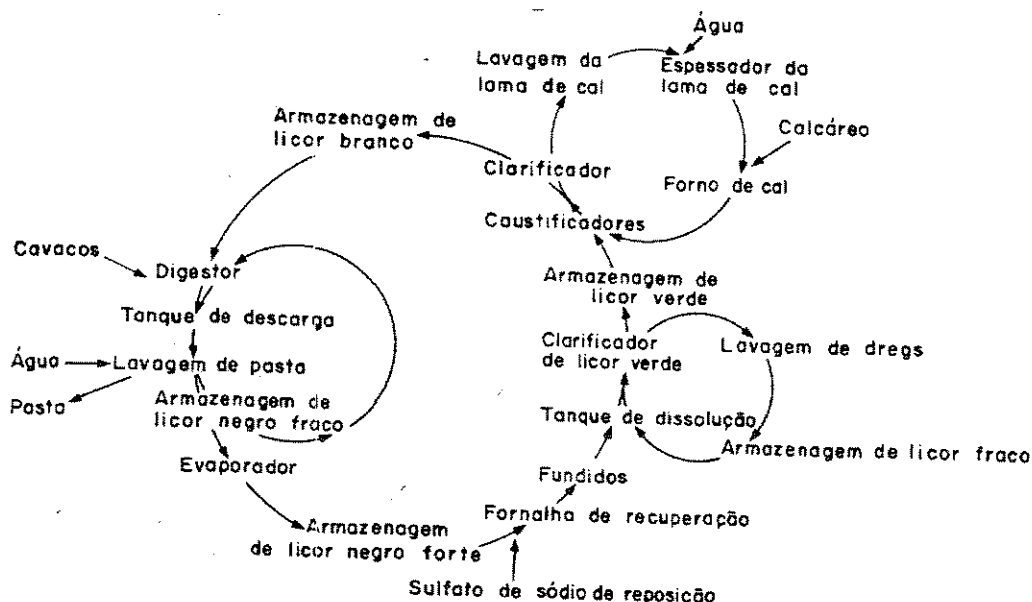 Água
Lavagem da
lama de cal
Espessador da
lama de cal
Armazenagem de
licor branco
Calcáreo
Clarificador
Forno de cal
Caustificadores
Cavacos
Digestor
Armazenagem de
licor verde
Tanque de descarga
Clarificador
de licor verde
Lavagem de dregs
Água
Lavagem de pasta
Pasta
Armazenagem de
licor negro fraco
Tanque de dissolução
Armazenagem de licor fraco
Evaporador
Fundidos
Fornalha de recuperação
Armazenagem
de licor negro forte
Sulfato de sódio de reposição